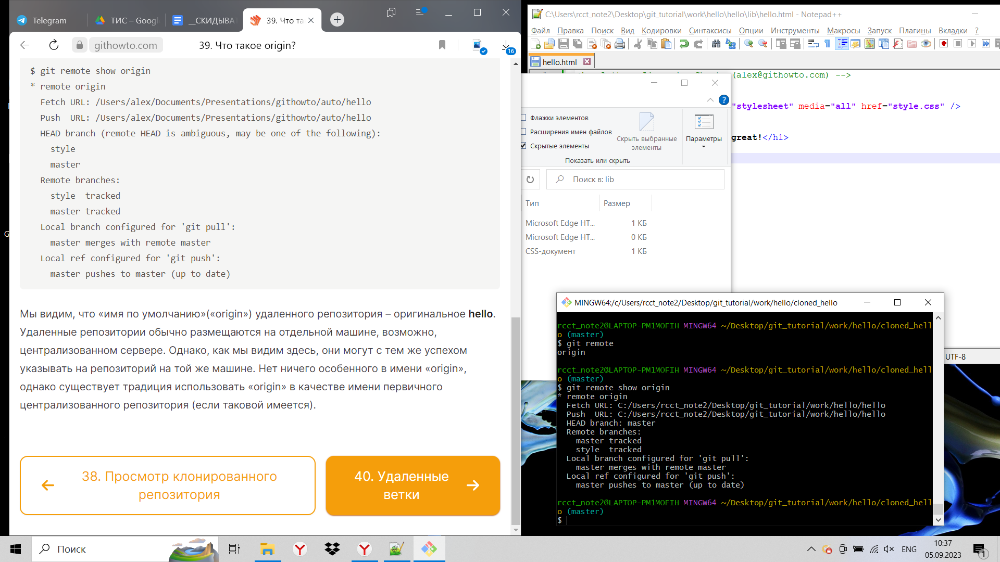 Telegram
ТИС – Googl
__СКИДЫВАТ
39. Что та
githowto.com
39. Что такое origin?
16
$ git remote show origin
* remote origin
Fetch URL: /Users/alex/Documents/Presentations/githowto/auto/hello
Push  URL: /Users/alex/Documents/Presentations/githowto/auto/hello
HEAD branch (remote HEAD is ambiguous, may be one of the following):
style
master
Remote branches:
style  tracked
master tracked
Local branch configured for 'git pull':
master merges with remote master
Local ref configured for 'git push':
master pushes to master (up to date)
Мы видим, что «имя по умолчанию»(«origin») удаленного репозитория – оригинальное hello.
Удаленные репозитории обычно размещаются на отдельной машине, возможно,
централизованном сервере. Однако, как мы видим здесь, они могут с тем же успехом
указывать на репозиторий на той же машине. Нет ничего особенного в имени «origin»,
однако существует традиция использовать «origin» в качестве имени первичного
централизованного репозитория (если таковой имеется).
38. Просмотр клонированного
репозитория
40. Удаленные
ветки
C:\Users\rcct_note2\Desktop\git_tutorial\work\hello\hello\lib\hello.html - Notepad++
Файл Правка Поиск Вид Кодировки Синтаксисы Опции Инструменты Макросы Запуск Плагины Вкладки ?
hello.html
(alex@githowto.com) -->
"stylesheet" media="all" href="style.css" />
great!</h1>
UTF-8
Флажки элементов
Расширения имен файлов
Скрытые элементы
Скрыть выбранные
элементы
Параметры
Показать или скрыть
Поиск в: lib
Тип Размер
Microsoft Edge HT... 1 КБ
Microsoft Edge HT... 0 КБ
CSS-документ 1 КБ
MINGW64:/c/Users/rcct_note2/Desktop/git_tutorial/work/hello/cloned_hello
rcct_note2@LAPTOP-PM1MOFIH MINGW64 ~/Desktop/git_tutorial/work/hello/cloned_hell
o (master)
$ git remote
origin
rcct_note2@LAPTOP-PM1MOFIH MINGW64 ~/Desktop/git_tutorial/work/hello/cloned_hell
o (master)
$ git remote show origin
* remote origin
Fetch URL: C:/Users/rcct_note2/Desktop/git_tutorial/work/hello/hello
Push  URL: C:/Users/rcct_note2/Desktop/git_tutorial/work/hello/hello
HEAD branch: master
Remote branches:
master tracked
style  tracked
Local branch configured for 'git pull':
master merges with remote master
Local ref configured for 'git push':
master pushes to master (up to date)
rcct_note2@LAPTOP-PM1MOFIH MINGW64 ~/Desktop/git_tutorial/work/hello/cloned_hell
o (master)
$
Поиск
ENG
10:37
05.09.2023
1